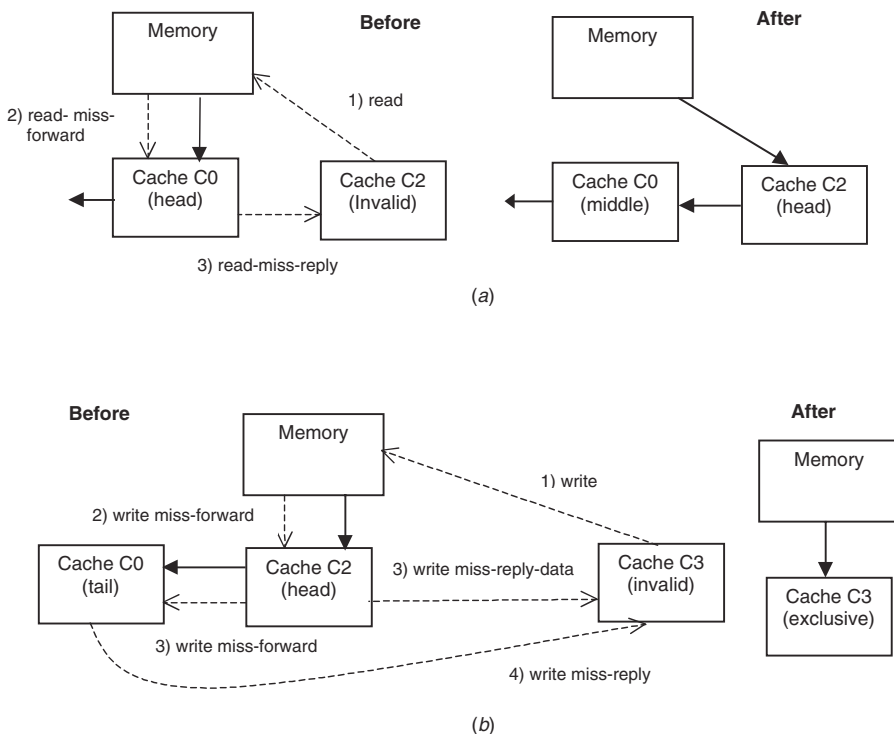 Before
After
Memory
Memory
1) read
2) read- miss-
forward
Cache C0
(head)
Cache C2
(Invalid)
Cache C0
(middle)
Cache C2
(head)
3) read-miss-reply
(a)
Before
After
Memory
Memory
1) write
2) write miss-forward
Cache C0
(tail)
Cache C2
(head)
3) write miss-reply-data
Cache C3
(invalid)
Cache C3
(exclusive)
3) write miss-forward
4) write miss-reply
(b)